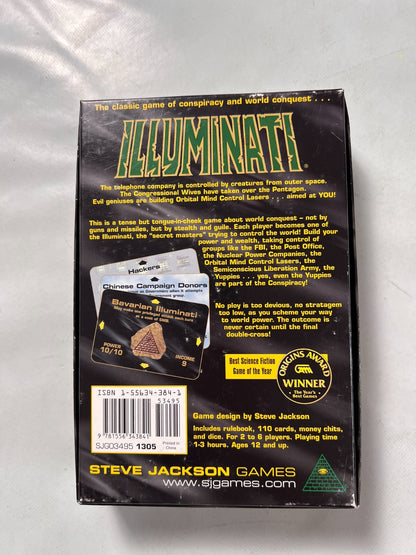 The classic game of conspiracy and world conquest . . .
ILLUMINATI®
The telephone company is controlled by creatures from outer space.
The Congressional Wives have taken over the Pentagon.
Evil geniuses are building Orbital Mind Control Lasers . . . aimed at YOU!
This is a tense but tongue-in-cheek game about world conquest – not by
guns and missiles, but by stealth and guile. Each player becomes one of
the Illuminati, the "secret masters" trying to control the world! Build your
power and wealth, taking control of
groups like the FBI, the Post Office,
the Nuclear Power Companies, the
Orbital Mind Control Lasers, the
Semiconscious Liberation Army, the
Yuppies . . . yes, even the Yuppies
are part of the Conspiracy!
Hackers
Chinese Campaign Donors
Bavarian Illuminati
May make one privileged attack each turn
at a cost of 5MB
POWER
10/10
INCOME
9
No ploy is too devious, no stratagem
too low, as you scheme your way
to world power. The outcome is
never certain until the final
double-cross!
Best Science Fiction
Game of the Year
ORIGINS AWARD
WINNER
The Year's
Best Games
ISBN 1-55634-384-1
53495
9 781556 343841
SJG03495 1305
Printed in
China
Game design by Steve Jackson
Includes rulebook, 110 cards, money chits,
and dice. For 2 to 6 players. Playing time
1-3 hours. Ages 12 and up.
STEVE JACKSON GAMES
www.sjgames.com